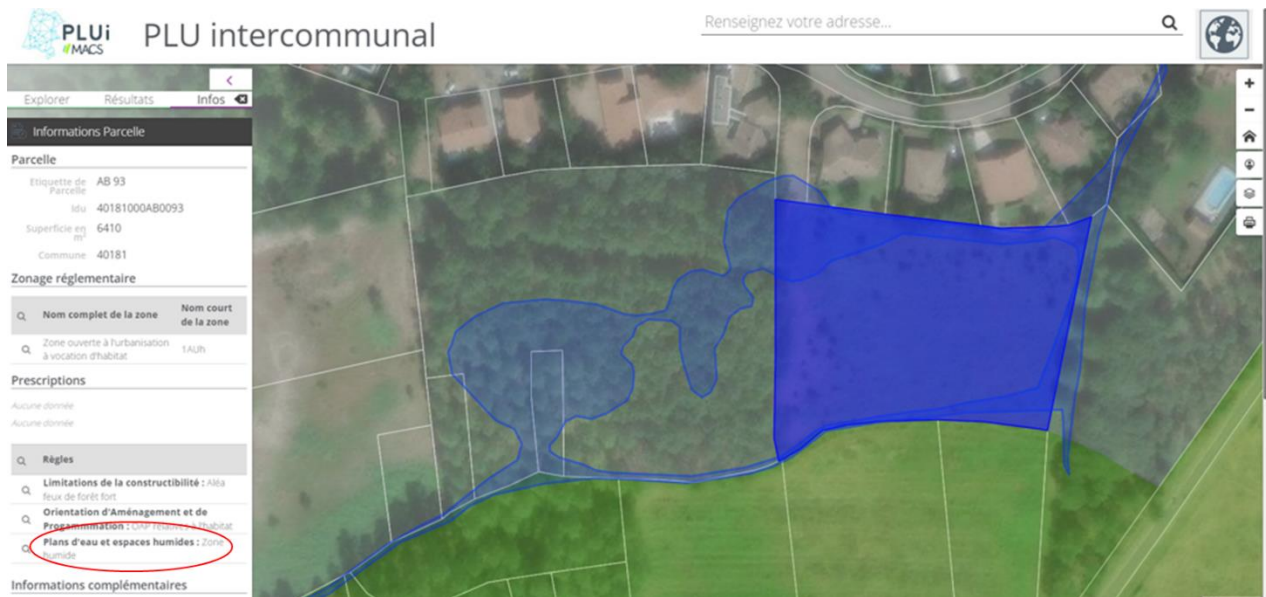 PLUi
MACS
PLU intercommunal
Renseignez votre adresse...
Explorer Résultats Infos
Informations Parcelle
Parcelle
Etiquette de Parcelle AB 93
Idu 40181000AB0093
Superficie en m² 6410
Commune 40181
Zonage réglementaire
Nom complet de la zone Nom court de la zone
Zone ouverte à l'urbanisation à vocation d'habitat 1AUh
Prescriptions
Aucune donnée
Aucune donnée
Règles
Limitations de la constructibilité : Aléa
feux de forêt fort
Orientation d'Aménagement et de
Progammmation : OAP relatives à l'habitat
Plans d'eau et espaces humides : Zone
humide
Informations complémentaires